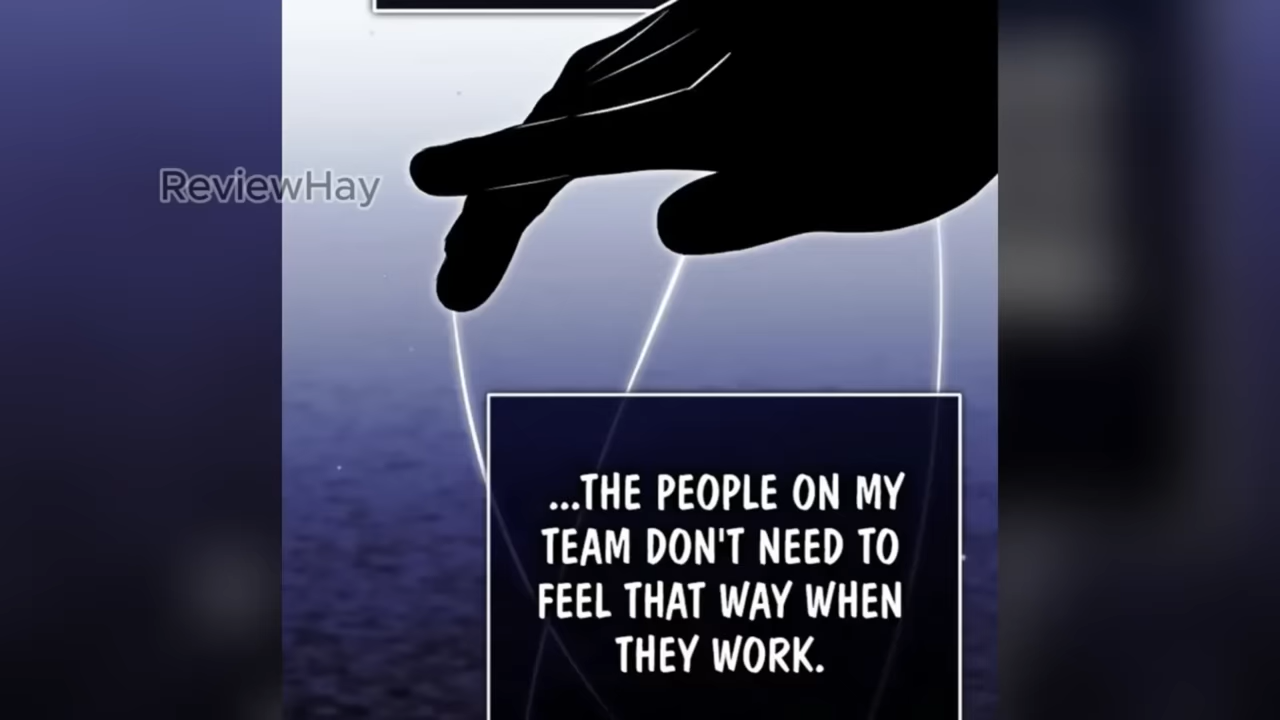 ReviewHay
...THE PEOPLE ON MY
TEAM DON'T NEED TO
FEEL THAT WAY WHEN
THEY WORK.